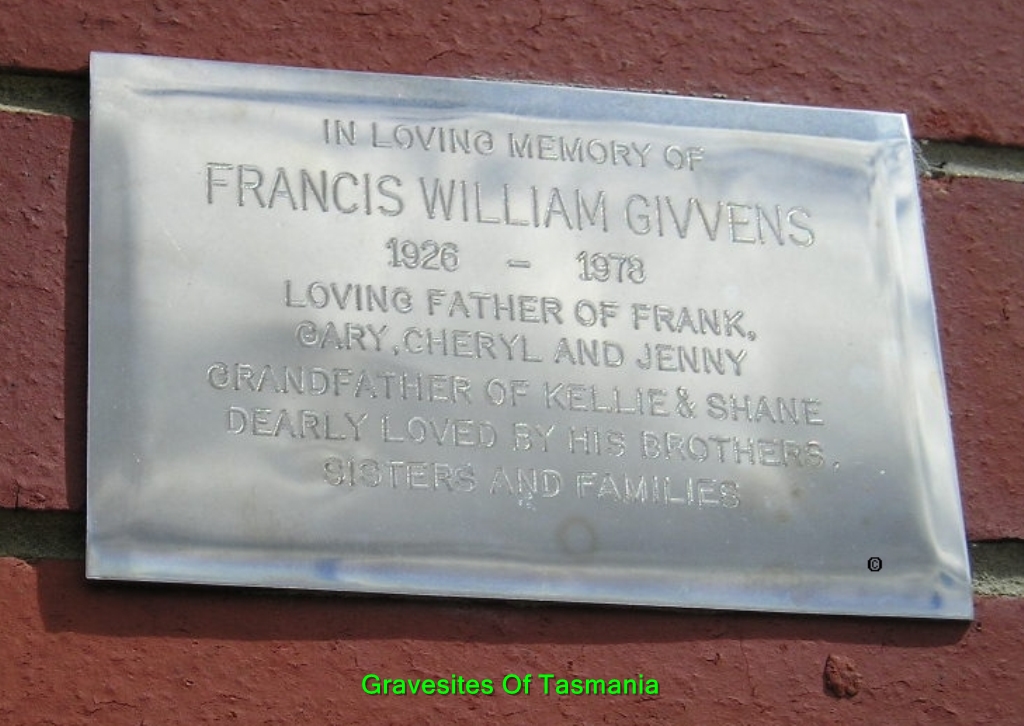 IN LOVING MEMORY OF
FRANCIS WILLIAM GIVVENS
1926 - 1978
LOVING FATHER OF FRANK,
GARY, CHERYL AND JENNY
GRANDFATHER OF KELLIE & SHANE
DEARLY LOVED BY HIS BROTHERS,
SISTERS AND FAMILIES
©
Gravesites Of Tasmania